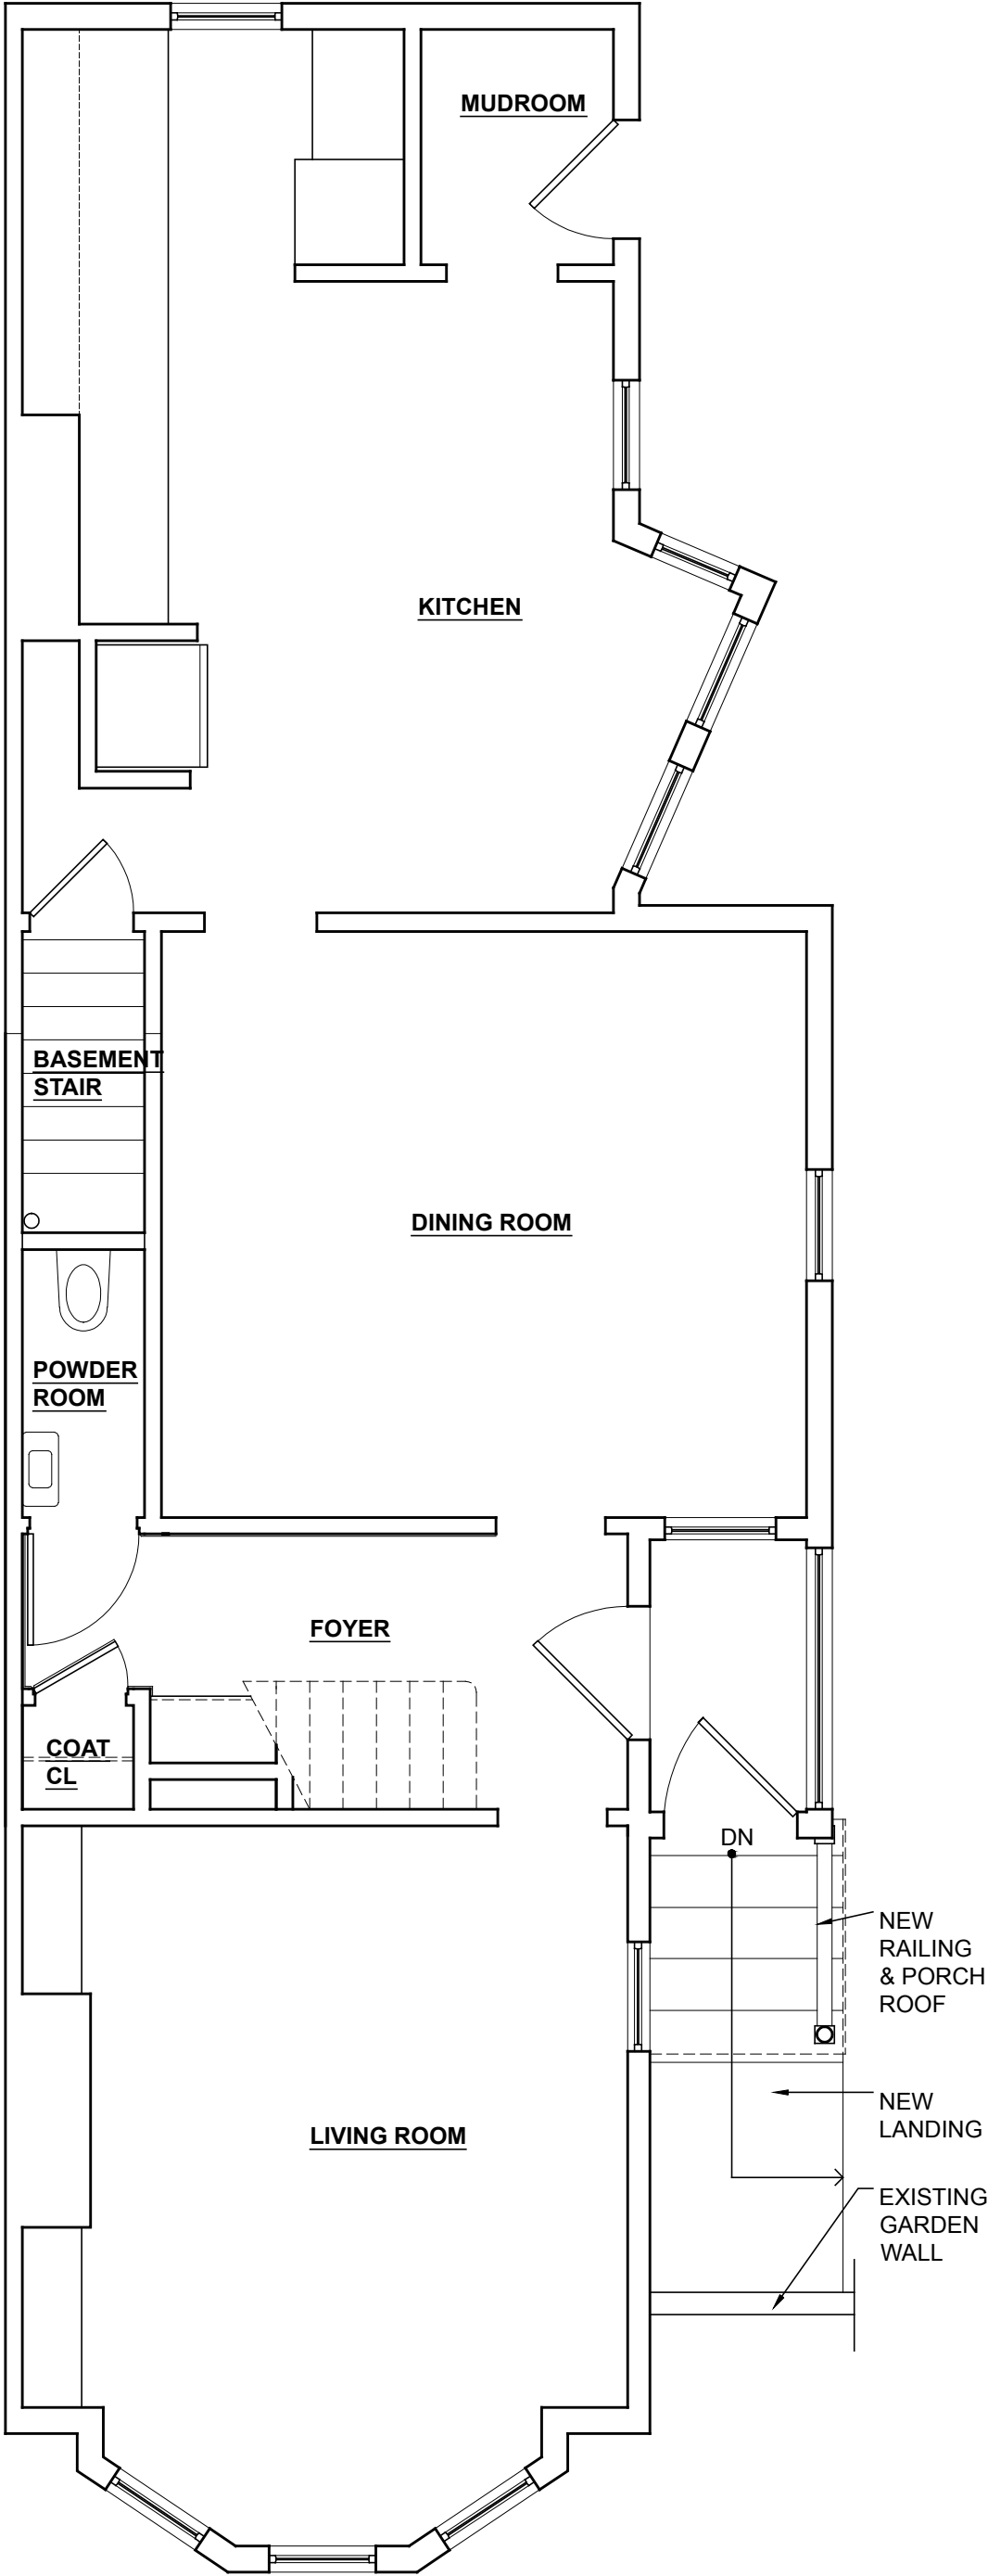 MUDROOM
KITCHEN
BASEMENT
STAIR
DINING ROOM
POWDER
ROOM
FOYER
COAT
CL
DN
NEW
RAILING
& PORCH
ROOF
NEW
LANDING
LIVING ROOM
EXISTING
GARDEN
WALL